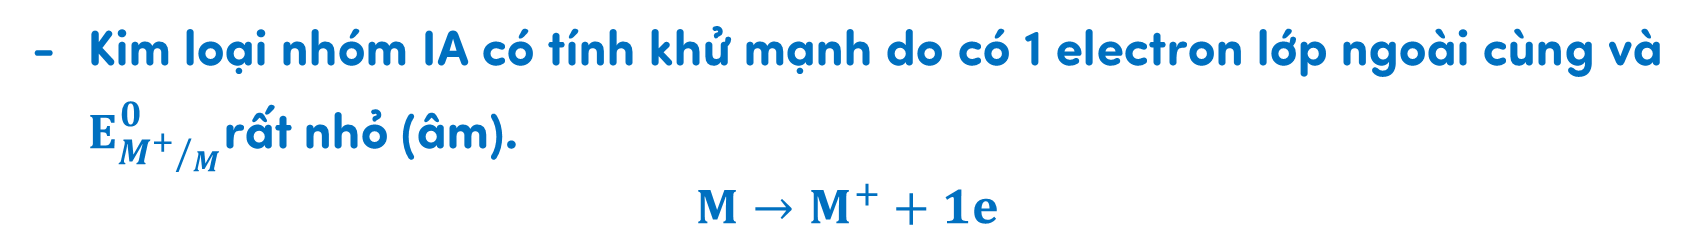 - Kim loại nhóm IA có tính khử mạnh do có 1 electron lớp ngoài cùng và
E⁰_{M⁺/M} rất nhỏ (âm).
M → M⁺ + 1e